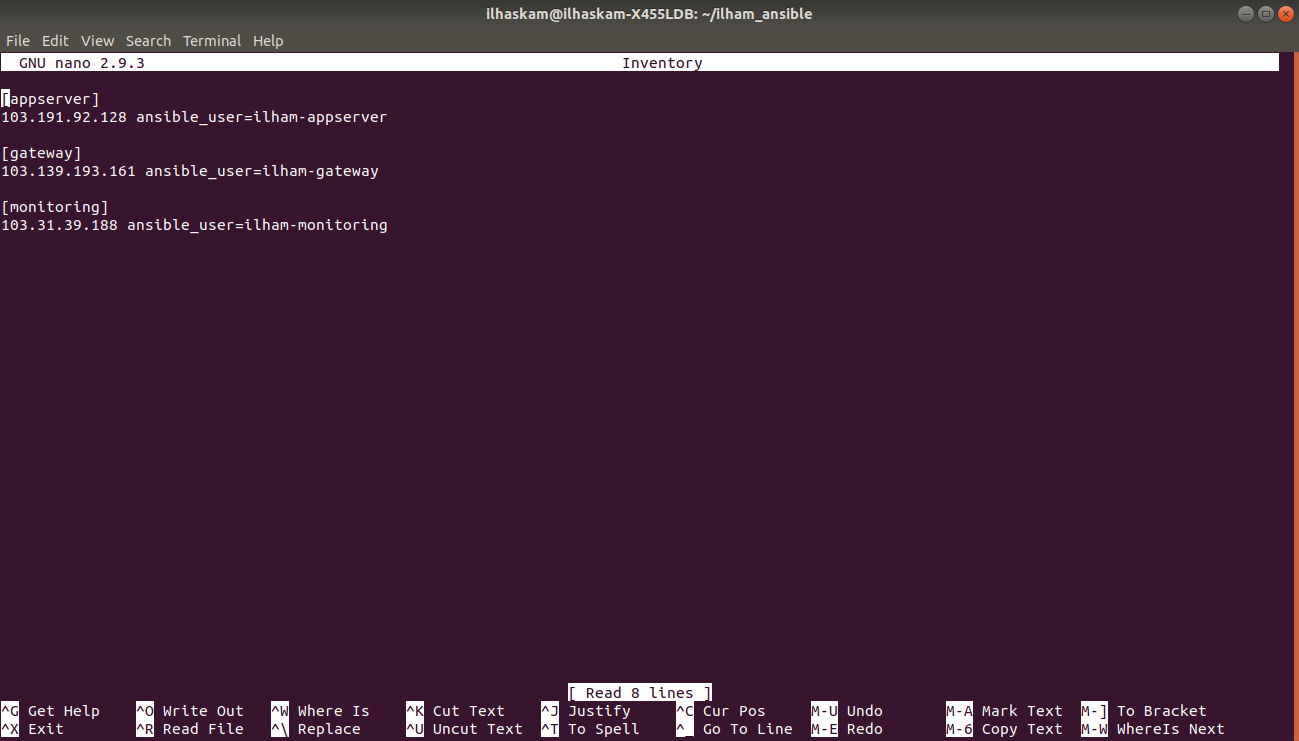 ilhaskam@ilhaskam-X455LDB: ~/ilham_ansible
File Edit View Search Terminal Help
GNU nano 2.9.3 Inventory
[appserver]
103.191.92.128 ansible_user=ilham-appserver
[gateway]
103.139.193.161 ansible_user=ilham-gateway
[monitoring]
103.31.39.188 ansible_user=ilham-monitoring
[ Read 8 lines ]
^G Get Help ^O Write Out ^W Where Is ^K Cut Text ^J Justify ^C Cur Pos M-U Undo M-A Mark Text M-] To Bracket
^X Exit ^R Read File ^\ Replace ^U Uncut Text ^T To Spell ^_ Go To Line M-E Redo M-6 Copy Text M-W WhereIs Next